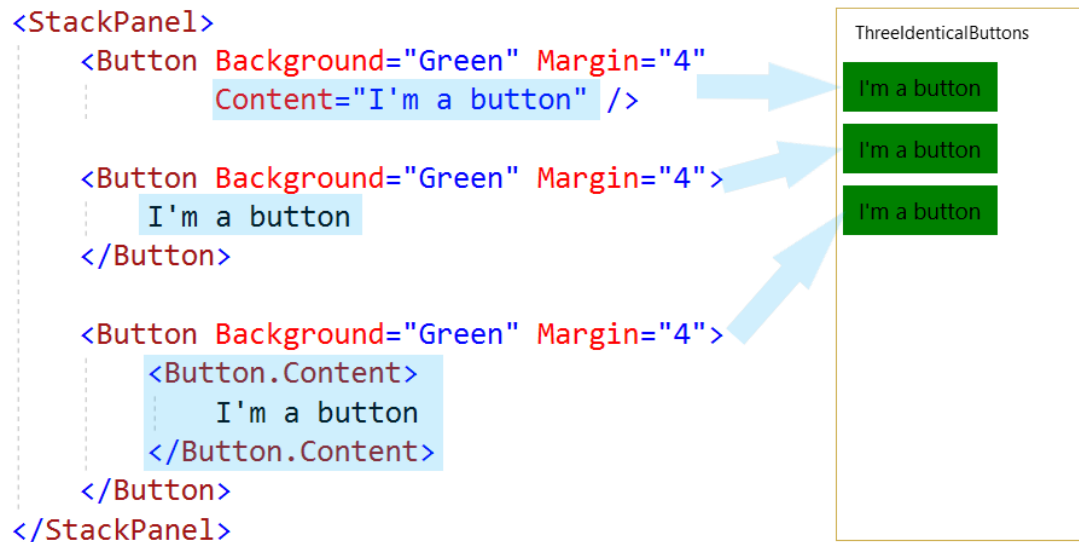 <StackPanel>
    <Button Background="Green" Margin="4"
            Content="I'm a button" />
    <Button Background="Green" Margin="4">
        I'm a button
    </Button>
    <Button Background="Green" Margin="4">
        <Button.Content>
            I'm a button
        </Button.Content>
    </Button>
</StackPanel>
ThreeIdenticalButtons
I'm a button
I'm a button
I'm a button